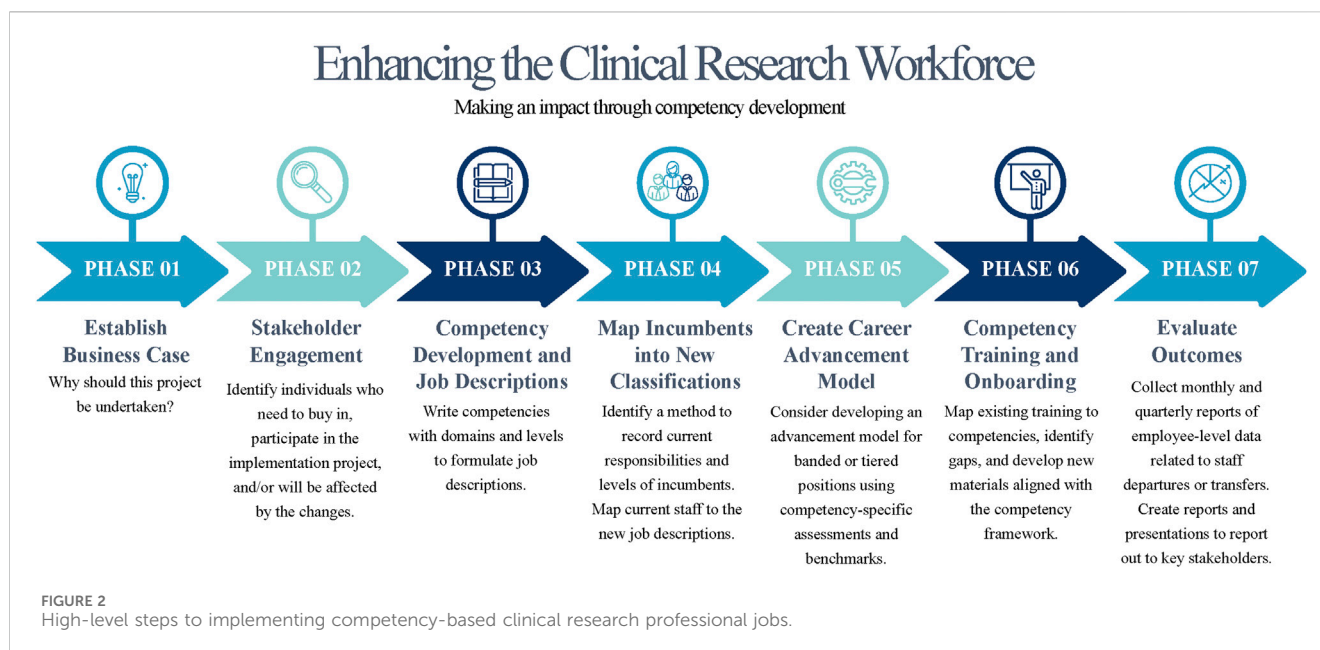 Enhancing the Clinical Research Workforce
Making an impact through competency development
PHASE 01
PHASE 02
PHASE 03
PHASE 04
PHASE 05
PHASE 06
PHASE 07
Establish
Business Case
Why should this project
be undertaken?
Stakeholder
Engagement
Identify individuals who
need to buy in,
participate in the
implementation project,
and/or will be affected
by the changes.
Competency
Development and
Job Descriptions
Write competencies
with domains and levels
to formulate job
descriptions.
Map Incumbents
into New
Classifications
Identify a method to
record current
responsibilities and
levels of incumbents.
Map current staff to the
new job descriptions.
Create Career
Advancement
Model
Consider developing an
advancement model for
banded or tiered
positions using
competency-specific
assessments and
benchmarks.
Competency
Training and
Onboarding
Map existing training to
competencies, identify
gaps, and develop new
materials aligned with
the competency
framework.
Evaluate
Outcomes
Collect monthly and
quarterly reports of
employee-level data
related to staff
departures or transfers.
Create reports and
presentations to report
out to key stakeholders.
FIGURE 2
High-level steps to implementing competency-based clinical research professional jobs.